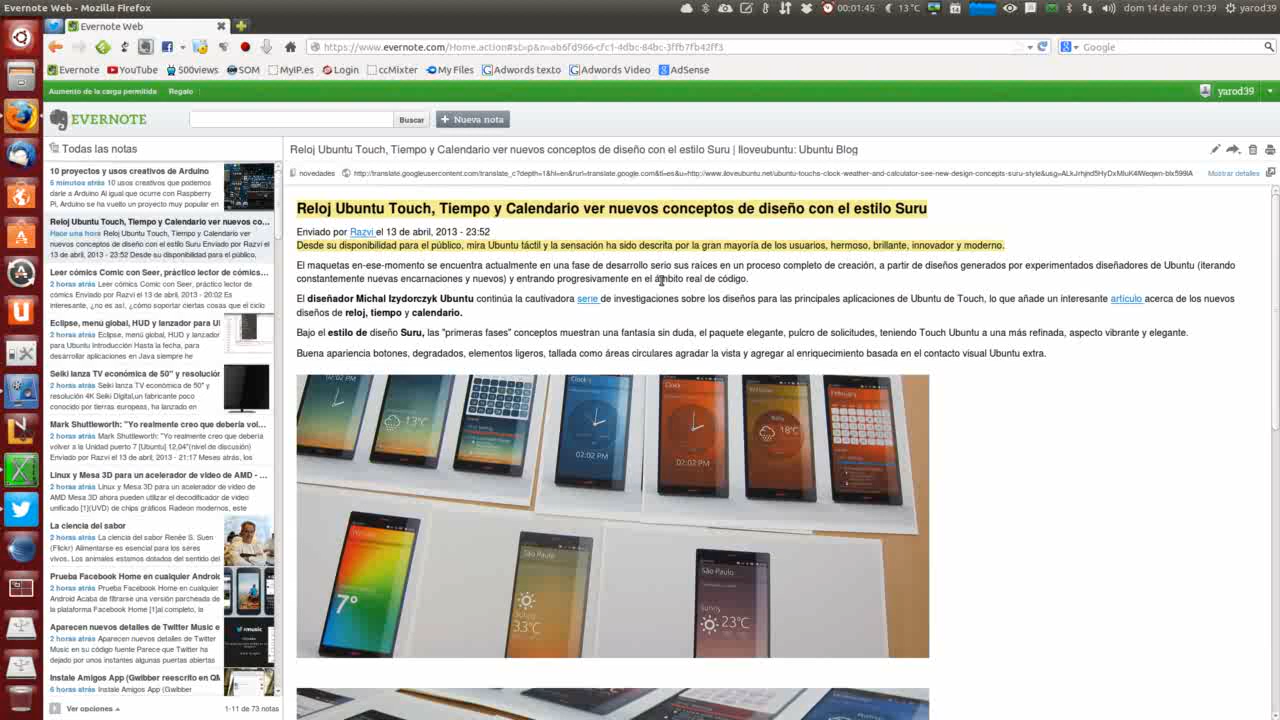 Evernote Web - Mozilla Firefox
00:01:45
13°C
dom 14 de abr 01:39
yarod39
Evernote Web
https://www.evernote.com/Home.action#st=p&n=ab6fd966-cfc1-4dbc-84bc-3ffb7fb42ff3
Google
Evernote
YouTube
500views
SOM
MyIP.es
Login
ccMixter
My Files
Adwords texto
Adwords Video
AdSense
Aumento de la carga permitida
Regalo
yarod39
EVERNOTE
Buscar
+ Nueva nota
Todas las notas
Reloj Ubuntu Touch, Tiempo y Calendario ver nuevos conceptos de diseño con el estilo Suru | Iloveubuntu: Ubuntu Blog
novedades
Mostrar detalles
10 proyectos y usos creativos de Arduino
6 minutos atrás 10 usos creativos que podemos
darle a Arduino Al igual que ocurre con Raspberry
Pi, Arduino se ha vuelto un proyecto muy popular en
Reloj Ubuntu Touch, Tiempo y Calendario ver nuevos co...
Hace una hora Reloj Ubuntu Touch, Tiempo y
Calendario ver nuevos conceptos de diseño con el
estilo Suru Enviado por Razvi el
13 de abril, 2013 - 23:52 Desde su disponibilidad para el público,
Leer cómics Comic con Seer, práctico lector de cómics...
2 horas atrás Leer cómics Comic con Seer, práctico
lector de cómics Enviado por Razvi el 13 de abril, 2013 - 20:02 Es
interesante, ¿no es así, ¿cómo soportar ciertas cosas que el ciclo
Eclipse, menú global, HUD y lanzador para U
2 horas atrás Eclipse, menú global, HUD y lanzador
para Ubuntu Introducción Hasta la fecha, para
desarrollar aplicaciones en Java siempre he
Seiki lanza TV económica de 50" y resolución
2 horas atrás Seiki lanza TV económica de 50" y
resolución 4K Seiki Digital,un fabricante poco
conocido por tierras europeas, ha lanzado en
Mark Shuttleworth: "Yo realmente creo que debería vol...
2 horas atrás Mark Shuttleworth: "Yo realmente creo que debería
volver a la Unidad puerto 7 [Ubuntu] 12,04"(nivel de discusión)
Enviado por Razvi el 13 de abril, 2013 - 21:17 Meses atrás, los
Linux y Mesa 3D para un acelerador de video de AMD - ...
2 horas atrás Linux y Mesa 3D para un acelerador de video de
AMD Mesa 3D ahora pueden utilizar el decodificador de video
unificado [1](UVD) de chips gráficos Radeon modernos, este
La ciencia del sabor
2 horas atrás La ciencia del sabor Renée S. Suen
(Flickr) Alimentarse es esencial para los seres
vivos. Los animales estamos dotados del sentido del
Prueba Facebook Home en cualquier Android
2 horas atrás Prueba Facebook Home en cualquier
Android Acaba de filtrarse una versión modificada de
la plataforma Facebook Home [1]al completo, la
Aparecen nuevos detalles de Twitter Music e
2 horas atrás Aparecen nuevos detalles de Twitter
Music en su código fuente Parece que Twitter ha
dejado por unos instantes algunas puertas abiertas
Instale Amigos App (Gwibber reescrito en QM
6 horas atrás Instale Amigos App (Gwibber
Ver opciones
1-11 de 73 notas
Reloj Ubuntu Touch, Tiempo y Calendario ver nuevos conceptos de diseño con el estilo Suru
Enviado por Razvi el 13 de abril, 2013 - 23:52
Desde su disponibilidad para el público, mira Ubuntu táctil y la sensación ha sido descrita por la gran mayoría de los usuarios, hermoso, brillante, innovador y moderno.
El maquetas en-ese-momento se encuentra actualmente en una fase de desarrollo serio sus raíces en un proceso completo de creación, a partir de diseños generados por experimentados diseñadores de Ubuntu (iterando
constantemente nuevas encarnaciones y nuevos) y entrando progresivamente en el ámbito real de código.
El diseñador Michal Izydorczyk Ubuntu continúa la cautivadora serie de investigaciones sobre los diseños para las principales aplicaciones de Ubuntu de Touch, lo que añade un interesante artículo acerca de los nuevos
diseños de reloj, tiempo y calendario.
Bajo el estilo de diseño Suru, las "primeras fases" conceptos muestran una fantasía sin duda, el paquete elegante y claro de solicitudes, teniendo Touch Ubuntu a una más refinada, aspecto vibrante y elegante.
Buena apariencia botones, degradados, elementos ligeros, tallada como áreas circulares agradar la vista y agregar al enriquecimiento basada en el contacto visual Ubuntu extra.
02:02 PM
13°C
Clock
02:02 PM
Clock
02:02 PM
18°C
7°
São Paulo
33°C
São Paulo
Sunny
23°C